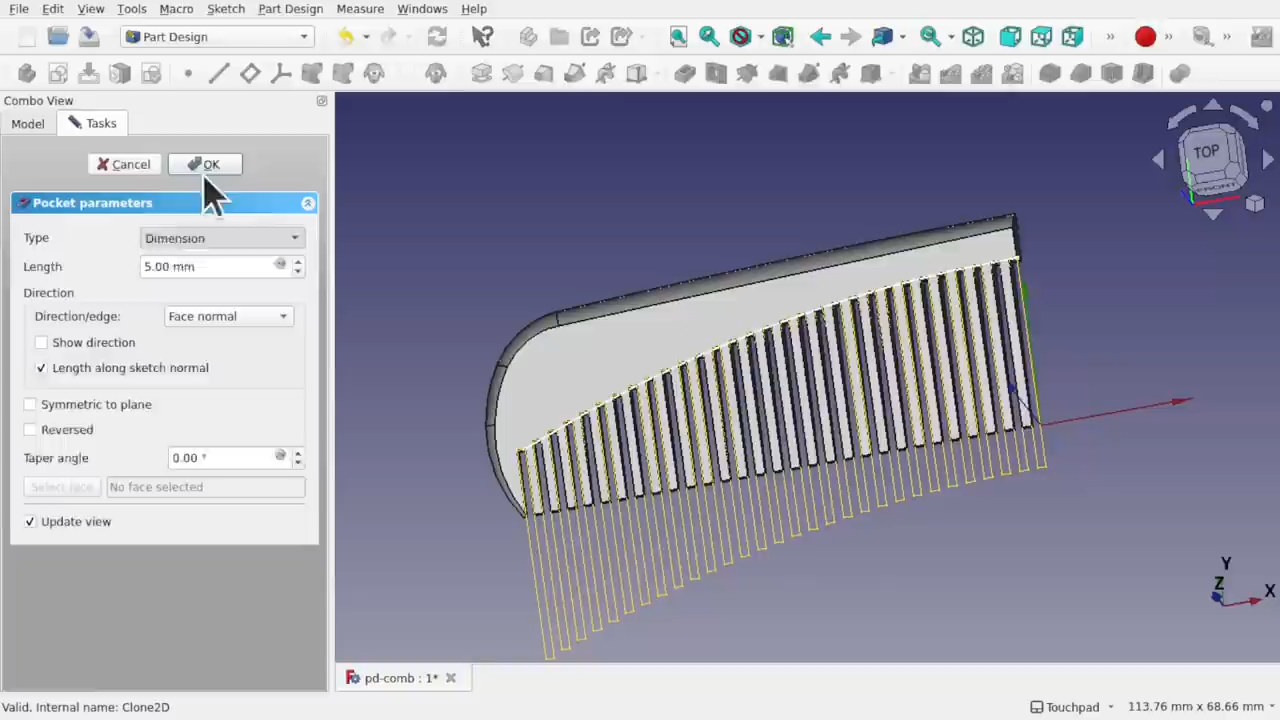 File Edit View Tools Macro Sketch Part Design Measure Windows Help
Part Design
Combo View
Model Tasks
Cancel OK
Pocket parameters
Type Dimension
Length 5.00 mm
Direction
Direction/edge: Face normal
Show direction
Length along sketch normal
Symmetric to plane
Reversed
Taper angle 0.00 °
Select face No face selected
Update view
TOP
FRONT
Y
Z
X
pd-comb : 1*
Valid, Internal name: Clone2D Touchpad 113.76 mm x 68.66 mm